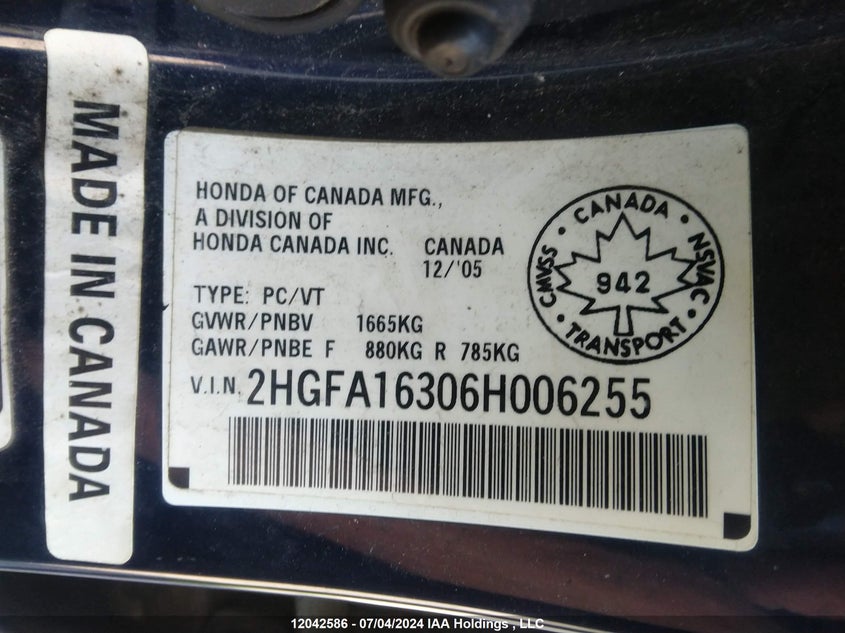 MADE IN CANADA
HONDA OF CANADA MFG.,
A DIVISION OF
HONDA CANADA INC. CANADA
12/'05
TYPE: PC/VT
GVWR/PNBV 1665KG
GAWR/PNBE F 880KG R 785KG
V.I.N. 2HGFA16306H006255
CANADA
CMVSS
942
NSVAC
TRANSPORT
12042586 - 07/04/2024 IAA Holdings , LLC